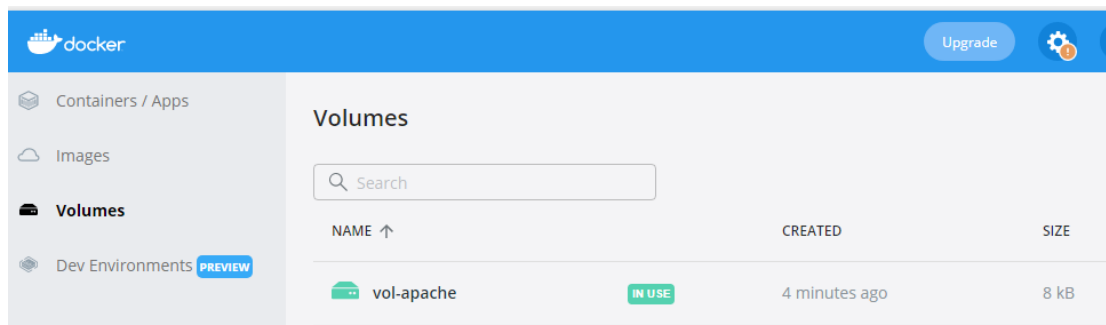 docker
Upgrade
Containers / Apps
Images
Volumes
Dev Environments PREVIEW
Volumes
Search
NAME ↑ CREATED SIZE
vol-apache IN USE 4 minutes ago 8 kB